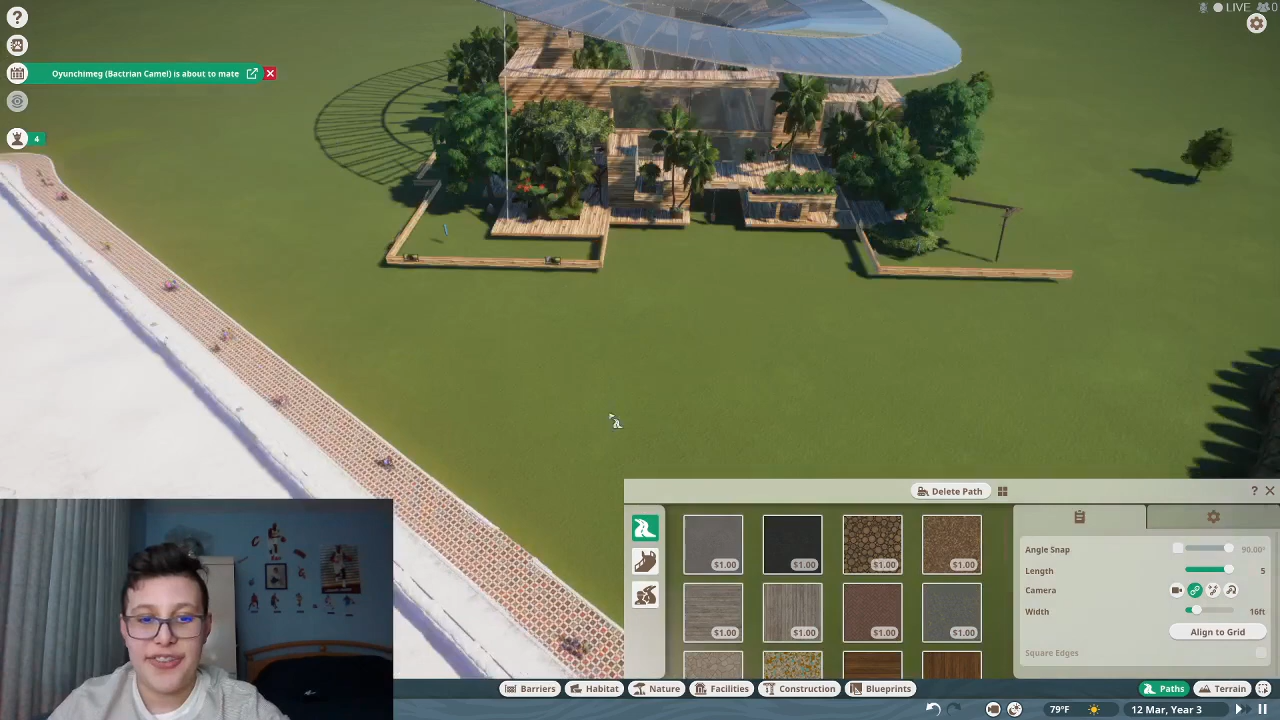 LIVE
0
?
Oyunchimeg (Bactrian Camel) is about to mate
4
Delete Path
?
$1.00
$1.00
$1.00
$1.00
$1.00
$1.00
$1.00
$1.00
Angle Snap
90.00°
Length
5
Camera
Width
16ft
Align to Grid
Square Edges
Barriers
Habitat
Nature
Facilities
Construction
Blueprints
Paths
Terrain
79°F
12 Mar, Year 3